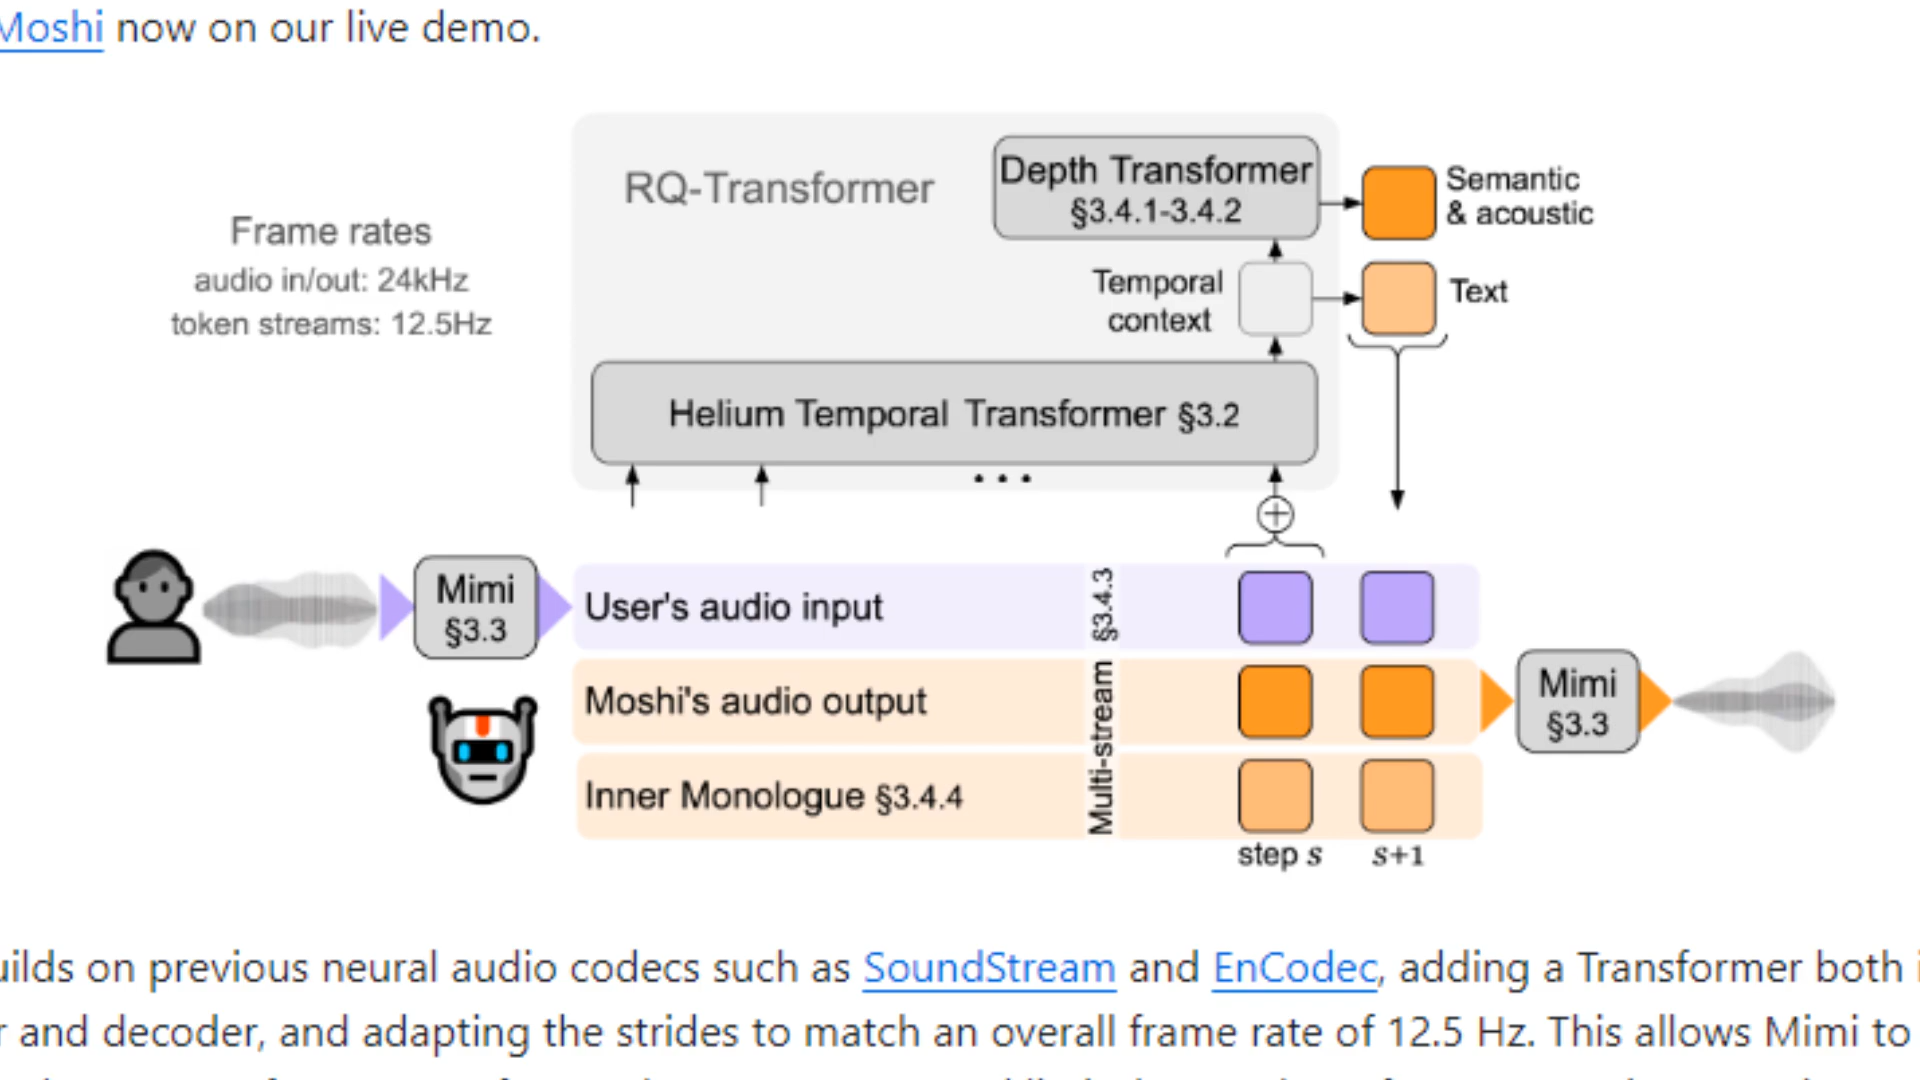 Moshi now on our live demo.
RQ-Transformer
Depth Transformer
§3.4.1-3.4.2
Semantic
& acoustic
Frame rates
audio in/out: 24kHz
token streams: 12.5Hz
Temporal
context
Text
Helium Temporal Transformer §3.2
...
Mimi
§3.3
User's audio input
Moshi's audio output
Inner Monologue §3.4.4
Multi-stream §3.4.3
Mimi
§3.3
step s
s+1
on previous neural audio codecs such as SoundStream and EnCodec, adding a Transformer both
and decoder, and adapting the strides to match an overall frame rate of 12.5 Hz. This allows Mimi to